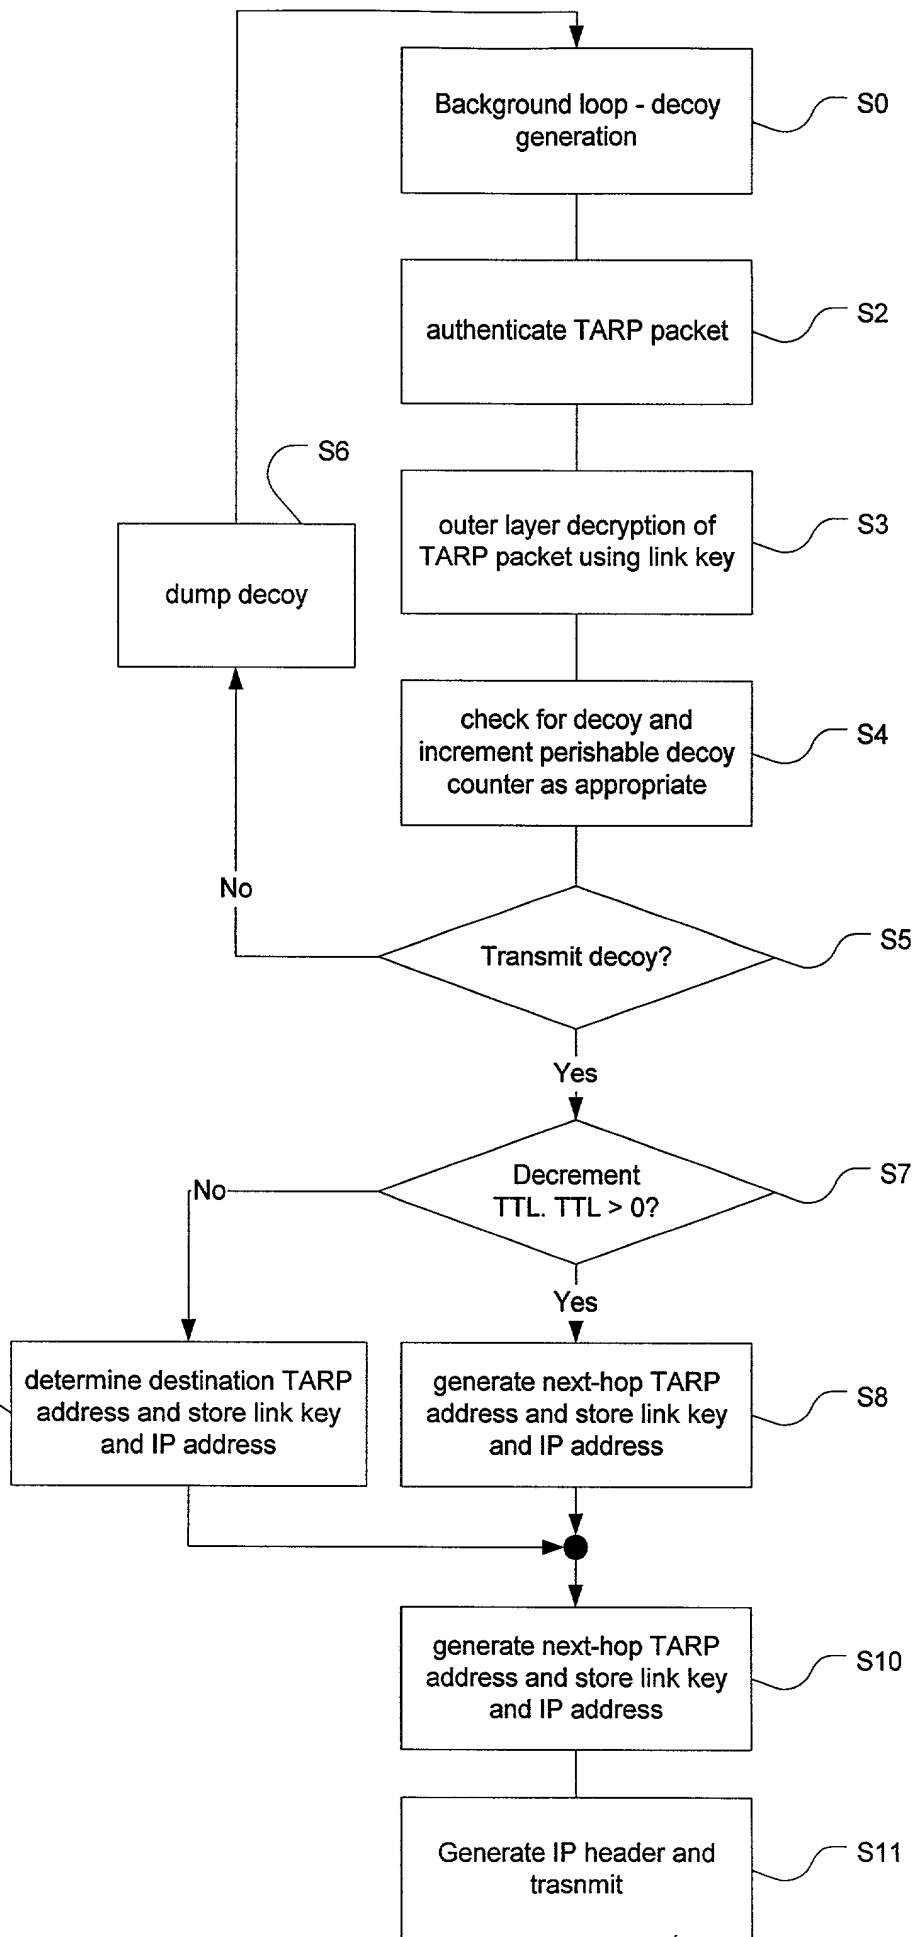 Background loop - decoy
generation
S0
authenticate TARP packet
S2
S6
outer layer decryption of
TARP packet using link key
S3
dump decoy
check for decoy and
increment perishable decoy
counter as appropriate
S4
No
Transmit decoy?
S5
Yes
Decrement
TTL. TTL > 0?
S7
No
Yes
determine destination TARP
address and store link key
and IP address
generate next-hop TARP
address and store link key
and IP address
S8
generate next-hop TARP
address and store link key
and IP address
S10
Generate IP header and
trasnmit
S11